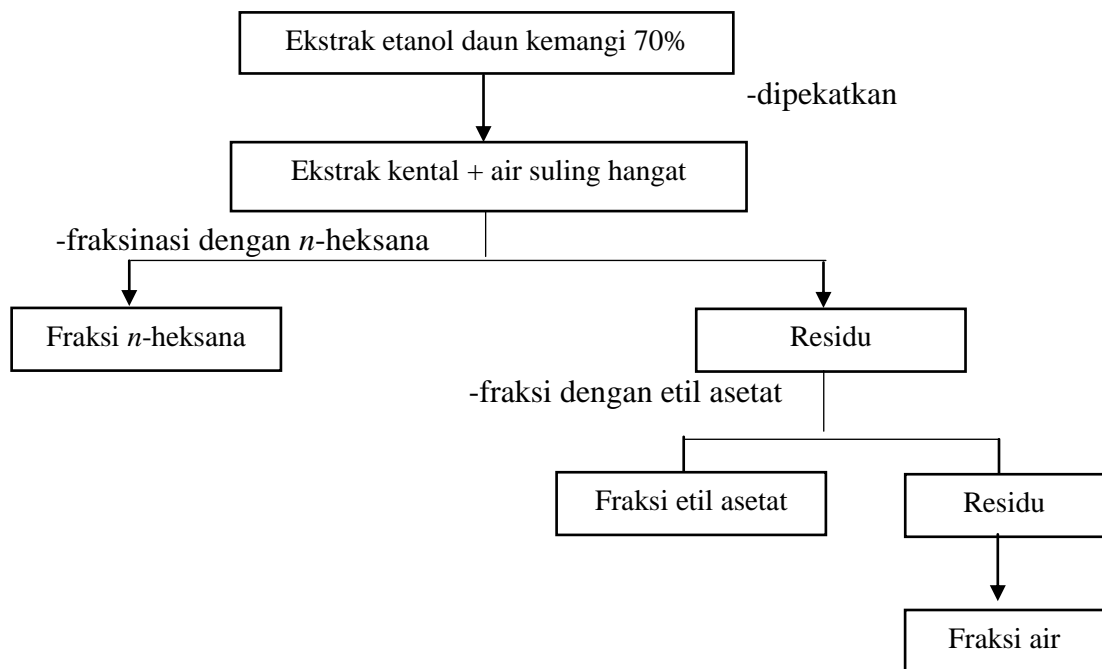 Ekstrak etanol daun kemangi 70%
-dipekatkan
Ekstrak kental + air suling hangat
-fraksinasi dengan n-heksana
Fraksi n-heksana
Residu
-fraksi dengan etil asetat
Fraksi etil asetat
Residu
Fraksi air